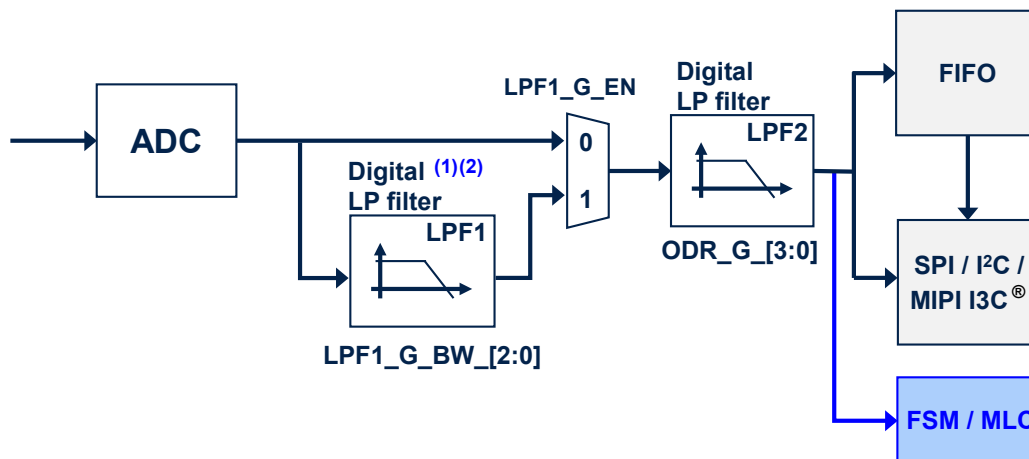 ADC
Digital (1)(2)
LP filter
LPF1
LPF1_G_BW_[2:0]
LPF1_G_EN
0
1
Digital
LP filter
LPF2
ODR_G_[3:0]
FIFO
SPI / I²C /
MIPI I3C ®
FSM / MLC